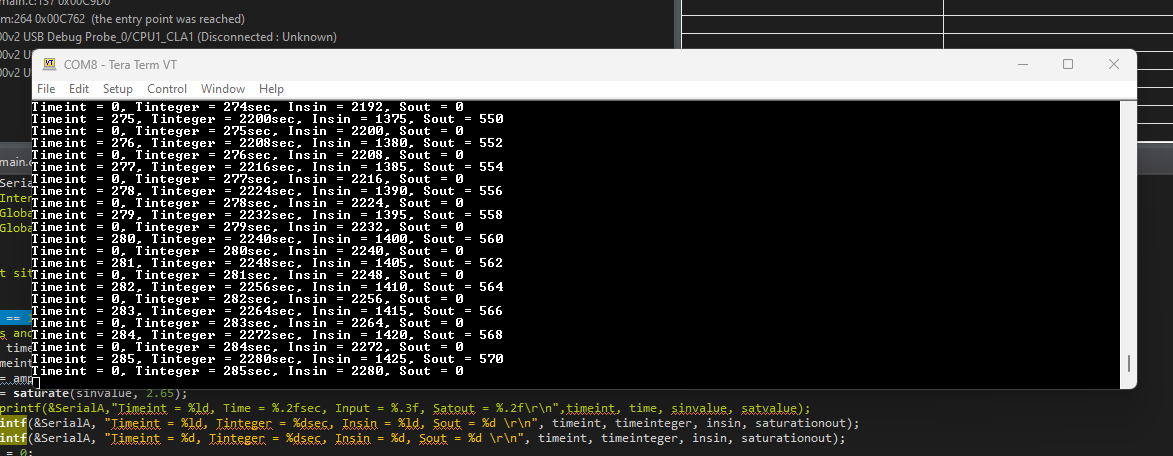 main.c:137 0x00C9D0
m:264 0x00C762 (the entry point was reached)
00v2 USB Debug Probe_0/CPU1_CLA1 (Disconnected : Unknown)
00v2 U
00v2 U
COM8 - Tera Term VT
File Edit Setup Control Window Help
Timeint = 0, Tinteger = 274sec, Insin = 2192, Sout = 0
Timeint = 275, Tinteger = 2200sec, Insin = 1375, Sout = 550
Timeint = 0, Tinteger = 275sec, Insin = 2200, Sout = 0
Timeint = 276, Tinteger = 2208sec, Insin = 1380, Sout = 552
Timeint = 0, Tinteger = 276sec, Insin = 2208, Sout = 0
Timeint = 277, Tinteger = 2216sec, Insin = 1385, Sout = 554
Timeint = 0, Tinteger = 277sec, Insin = 2216, Sout = 0
Timeint = 278, Tinteger = 2224sec, Insin = 1390, Sout = 556
Timeint = 0, Tinteger = 278sec, Insin = 2224, Sout = 0
Timeint = 279, Tinteger = 2232sec, Insin = 1395, Sout = 558
Timeint = 0, Tinteger = 279sec, Insin = 2232, Sout = 0
Timeint = 280, Tinteger = 2240sec, Insin = 1400, Sout = 560
Timeint = 0, Tinteger = 280sec, Insin = 2240, Sout = 0
Timeint = 281, Tinteger = 2248sec, Insin = 1405, Sout = 562
Timeint = 0, Tinteger = 281sec, Insin = 2248, Sout = 0
Timeint = 282, Tinteger = 2256sec, Insin = 1410, Sout = 564
Timeint = 0, Tinteger = 282sec, Insin = 2256, Sout = 0
Timeint = 283, Tinteger = 2264sec, Insin = 1415, Sout = 566
Timeint = 0, Tinteger = 283sec, Insin = 2264, Sout = 0
Timeint = 284, Tinteger = 2272sec, Insin = 1420, Sout = 568
Timeint = 0, Tinteger = 284sec, Insin = 2272, Sout = 0
Timeint = 285, Tinteger = 2280sec, Insin = 1425, Sout = 570
Timeint = 0, Tinteger = 285sec, Insin = 2280, Sout = 0
main.c
Seria
Inter
Globa
Globa
t sit
==
s and
time
meint
= amp
= saturate(sinvalue, 2.65);
printf(&SerialA,"Timeint = %ld, Time = %.2fsec, Input = %.3f, Satout = %.2f\r\n",timeint, time, sinvalue, satvalue);
intf(&SerialA, "Timeint = %ld, Tinteger = %dsec, Insin = %ld, Sout = %d \r\n", timeint, timeinteger, insin, saturationout);
intf(&SerialA, "Timeint = %d, Tinteger = %dsec, Insin = %d, Sout = %d \r\n", timeint, timeinteger, insin, saturationout);
= 0;